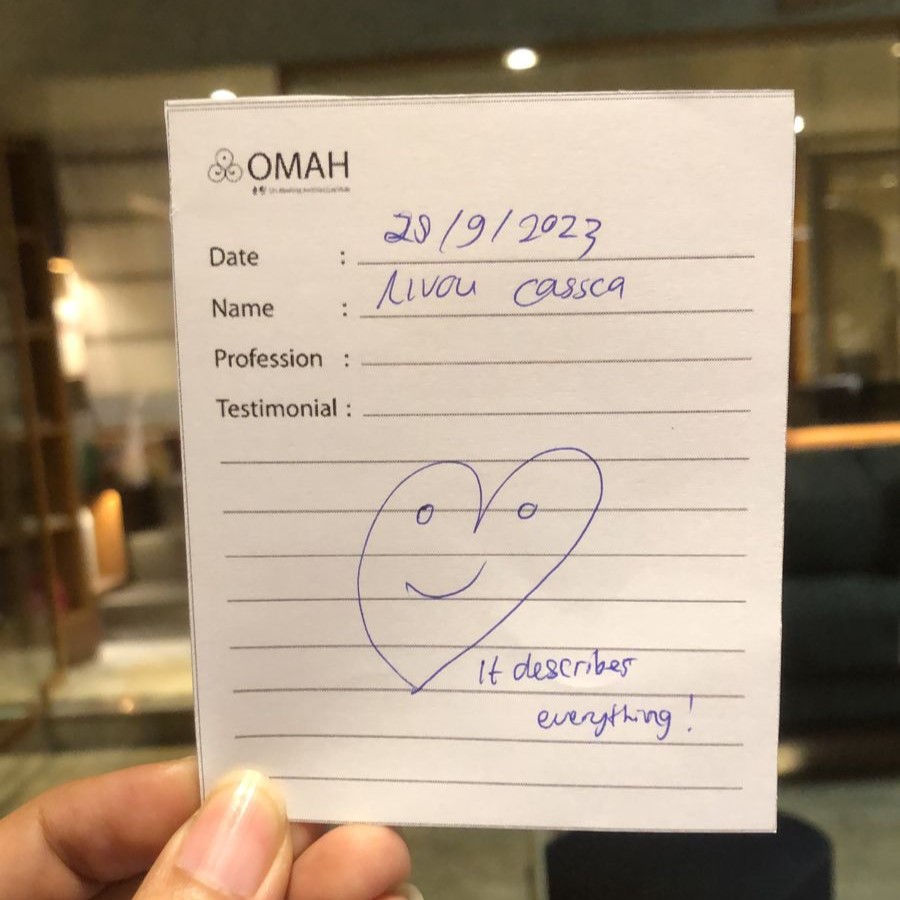 OMAH
Date : 28/9/2023
Name : Livou Cassca
Profession :
Testimonial :
It describes
everything!